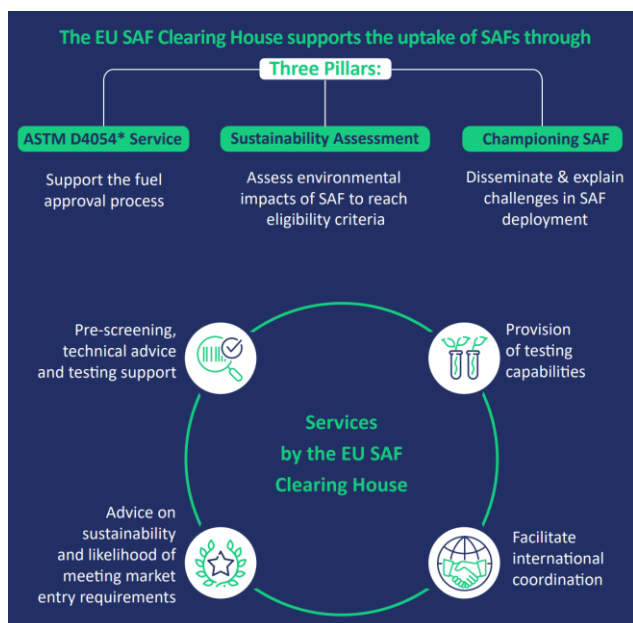 The EU SAF Clearing House supports the uptake of SAFs through
Three Pillars:
ASTM D4054* Service
Support the fuel
approval process
Sustainability Assessment
Assess environmental
impacts of SAF to reach
eligibility criteria
Championing SAF
Disseminate & explain
challenges in SAF
deployment
Pre-screening,
technical advice
and testing support
Provision
of testing
capabilities
Services
by the EU SAF
Clearing House
Advice on
sustainability
and likelihood of
meeting market
entry requirements
Facilitate
international
coordination